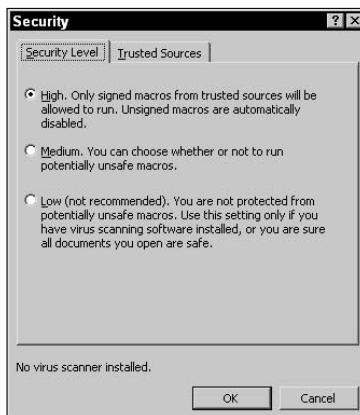 Security
Security Level Trusted Sources
High. Only signed macros from trusted sources will be
allowed to run. Unsigned macros are automatically
disabled.
Medium. You can choose whether or not to run
potentially unsafe macros.
Low (not recommended). You are not protected from
potentially unsafe macros. Use this setting only if you
have virus scanning software installed, or you are sure
all documents you open are safe.
No virus scanner installed.
OK Cancel